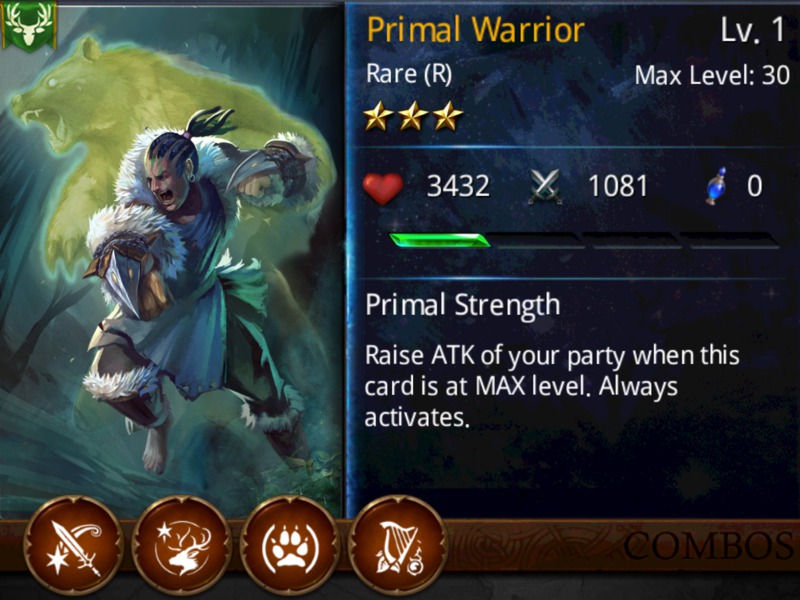 Primal Warrior
Lv. 1
Rare (R)
Max Level: 30
3432
1081
0
Primal Strength
Raise ATK of your party when this
card is at MAX level. Always
activates.
COMBOS